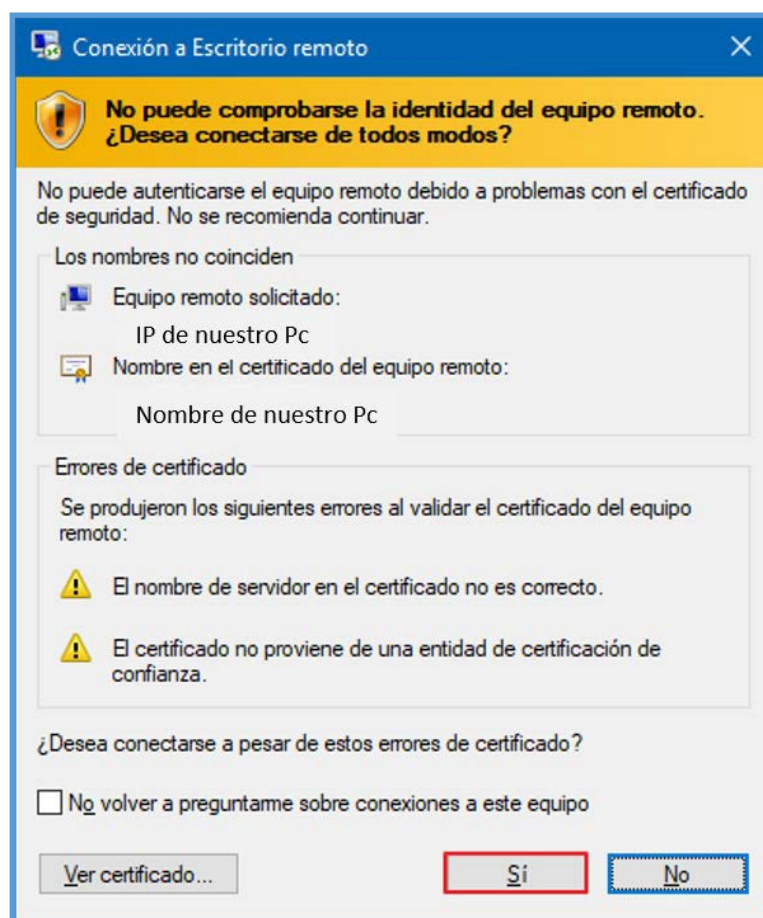 Conexión a Escritorio remoto
No puede comprobarse la identidad del equipo remoto.
¿Desea conectarse de todos modos?
No puede autenticarse el equipo remoto debido a problemas con el certificado
de seguridad. No se recomienda continuar.
Los nombres no coinciden
Equipo remoto solicitado:
IP de nuestro Pc
Nombre en el certificado del equipo remoto:
Nombre de nuestro Pc
Errores de certificado
Se produjeron los siguientes errores al validar el certificado del equipo
remoto:
El nombre de servidor en el certificado no es correcto.
El certificado no proviene de una entidad de certificación de
confianza.
¿Desea conectarse a pesar de estos errores de certificado?
No volver a preguntarme sobre conexiones a este equipo
Ver certificado... Sí No